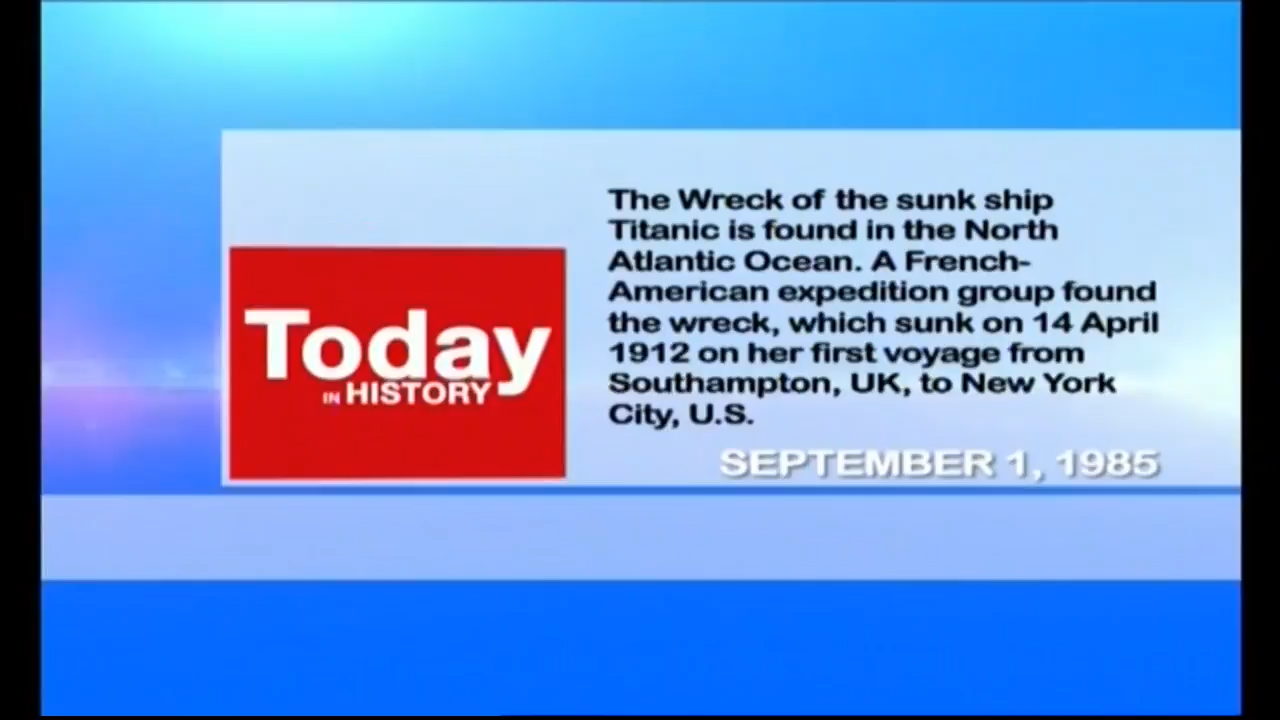 Today
IN HISTORY
The Wreck of the sunk ship
Titanic is found in the North
Atlantic Ocean. A French-
American expedition group found
the wreck, which sunk on 14 April
1912 on her first voyage from
Southampton, UK, to New York
City, U.S.
SEPTEMBER 1, 1985